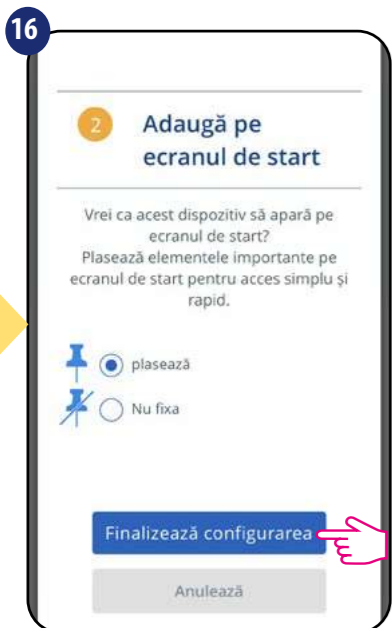 16
2
Adaugă pe
ecranul de start
Vrei ca acest dispozitiv să apară pe
ecranul de start?
Plasează elementele importante pe
ecranul de start pentru acces simplu și
rapid.
plasează
Nu fixa
Finalizează configurarea
Anulează